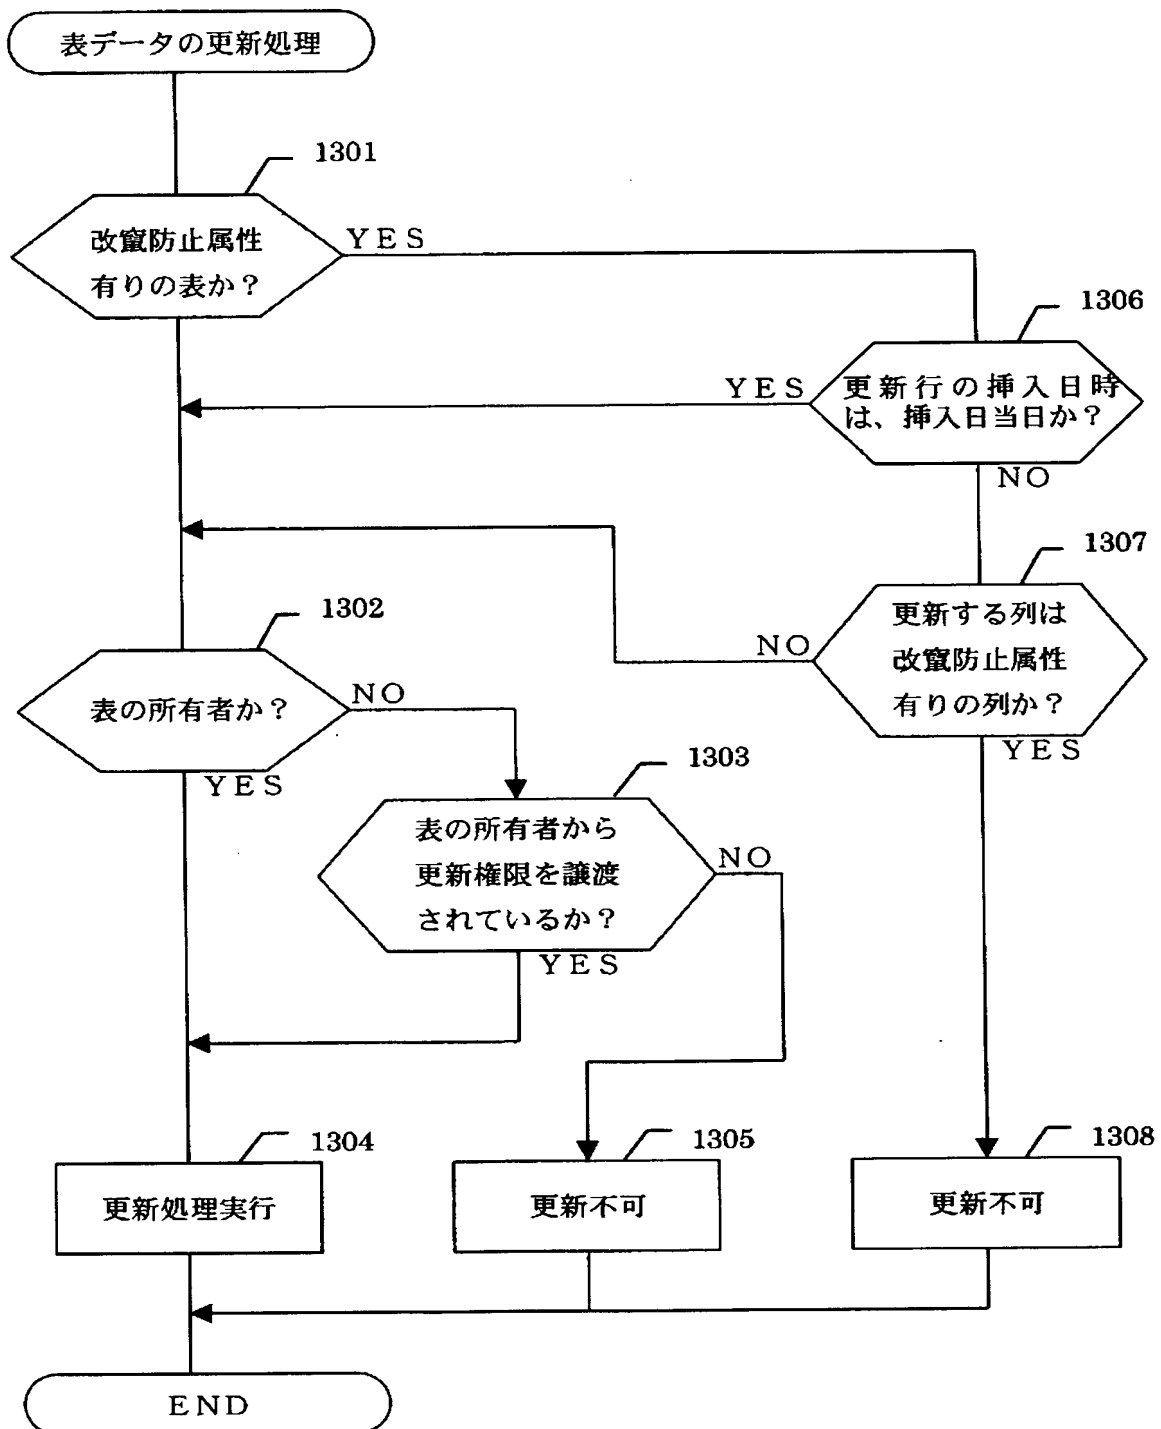 表データの更新処理
1301
改竄防止属性
有りの表か?
YES
1306
更新行の挿入日時
は、挿入日当日か?
YES
NO
1307
更新する列は
改竄防止属性
有りの列か?
NO
YES
1302
表の所有者か?
NO
YES
1303
表の所有者から
更新権限を譲渡
されているか?
NO
YES
1304
更新処理実行
1305
更新不可
1308
更新不可
END